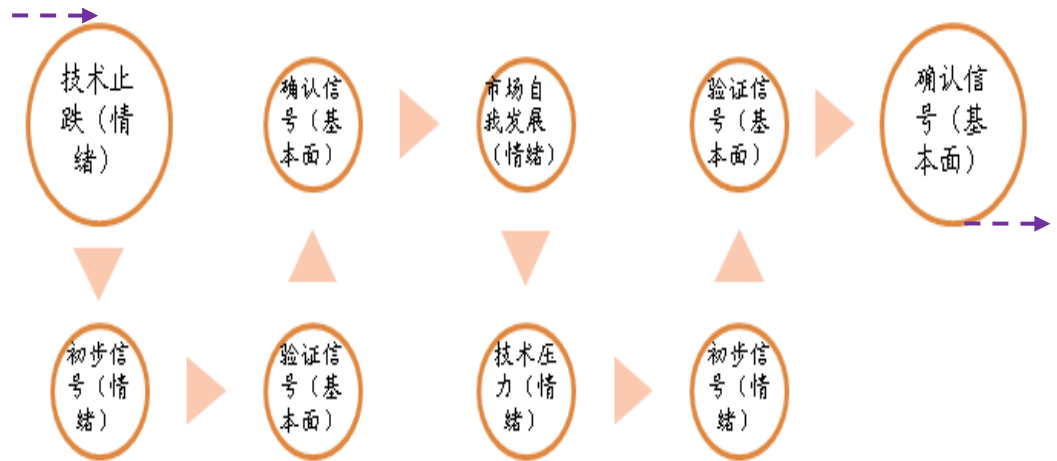 技术止
跌（情
绪）
初步信
号（情
绪）
验证信
号（基
本面）
确认信
号（基
本面）
市场自
我发展
（情绪）
技术压
力（情
绪）
初步信
号（情
绪）
验证信
号（基
本面）
确认信
号（基
本面）